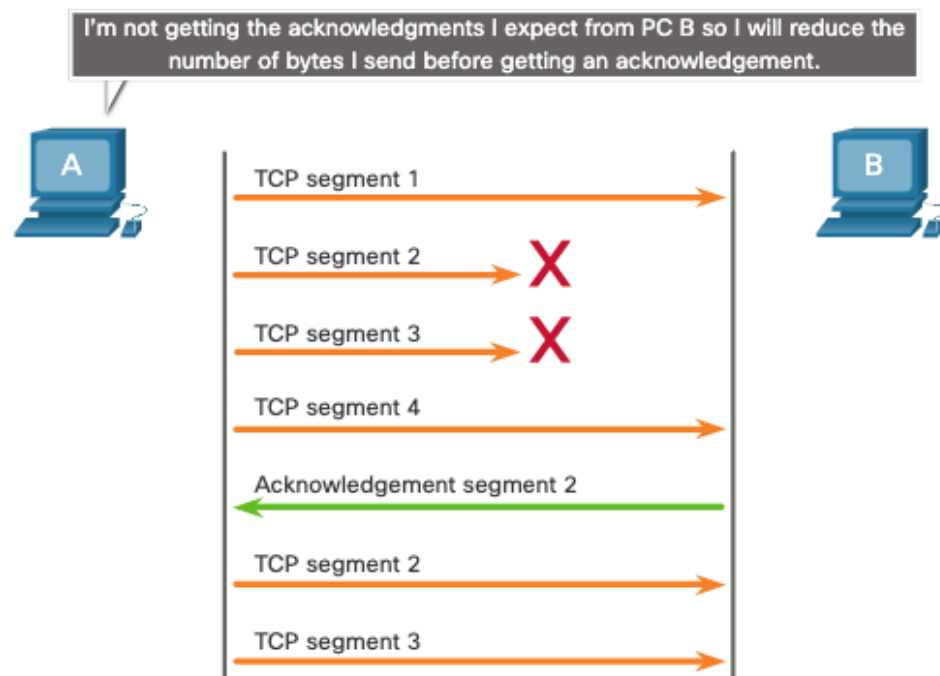 I'm not getting the acknowledgments I expect from PC B so I will reduce the
number of bytes I send before getting an acknowledgement.
A
B
TCP segment 1
TCP segment 2
X
TCP segment 3
X
TCP segment 4
Acknowledgement segment 2
TCP segment 2
TCP segment 3